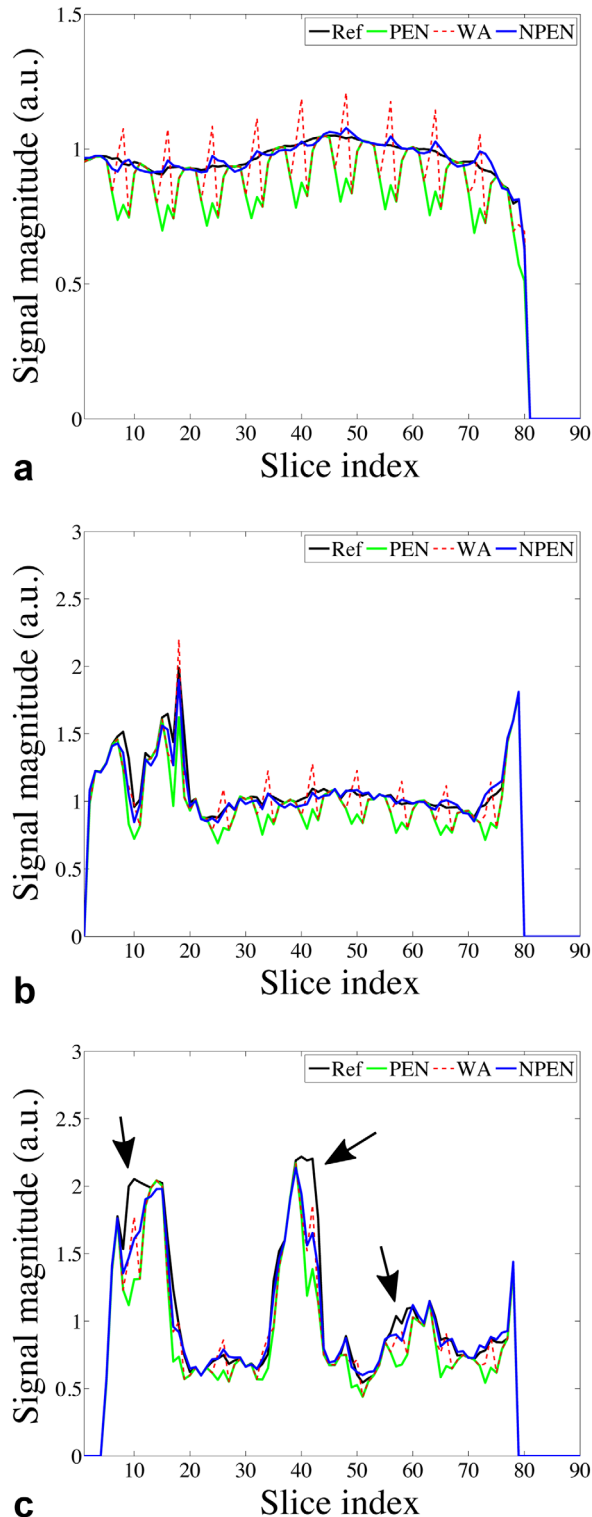 1.5
Ref PEN WA NPEN
1
0.5
0
10 20 30 40 50 60 70 80 90
Signal magnitude (a.u.)
Slice index
a
3
Ref PEN WA NPEN
2.5
2
1.5
1
0.5
0
10 20 30 40 50 60 70 80 90
Signal magnitude (a.u.)
Slice index
b
3
Ref PEN WA NPEN
2.5
2
1.5
1
0.5
0
10 20 30 40 50 60 70 80 90
Signal magnitude (a.u.)
Slice index
c